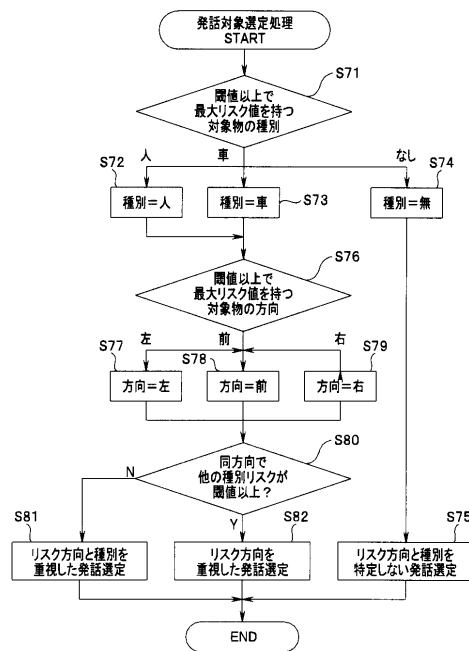 発話対象選定処理
START
S71
閾値以上で
最大リスク値を持つ
対象物の種別
人
車
なし
S72
種別=人
種別=車
S73
S74
種別=無
S76
閾値以上で
最大リスク値を持つ
対象物の方向
左
前
右
S77
方向=左
S78
方向=前
S79
方向=右
S80
同方向で
他の種別リスクが
閾値以上?
N
Y
S81
リスク方向と種別を
重視した発話選定
S82
リスク方向を
重視した発話選定
S75
リスク方向と種別を
特定しない発話選定
END